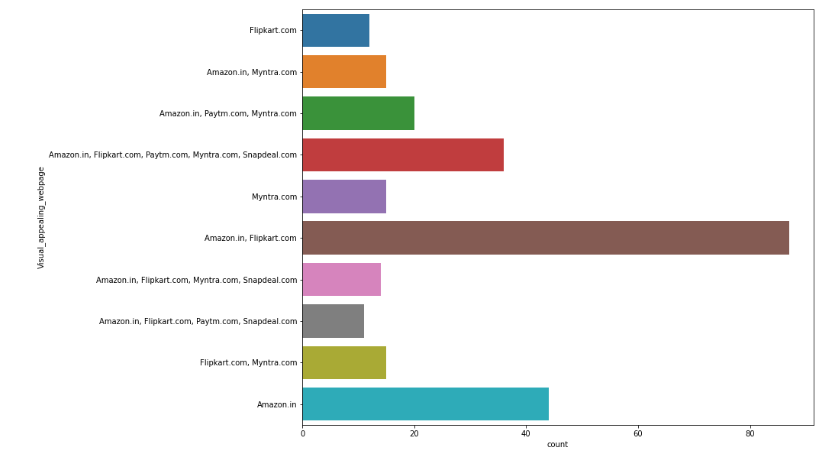 Flipkart.com
Amazon.in, Myntra.com
Amazon.in, Paytm.com, Myntra.com
Amazon.in, Flipkart.com, Paytm.com, Myntra.com, Snapdeal.com
Myntra.com
Amazon.in, Flipkart.com
Amazon.in, Flipkart.com, Myntra.com, Snapdeal.com
Amazon.in, Flipkart.com, Paytm.com, Snapdeal.com
Flipkart.com, Myntra.com
Amazon.in
Visual_appealing_webpage
0 20 40 60 80
count